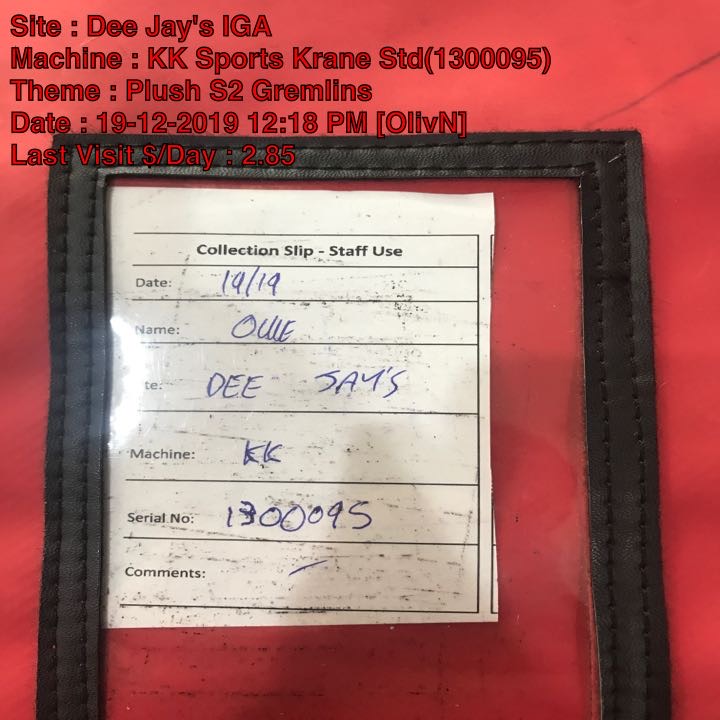 Site : Dee Jay's IGA
Machine : KK Sports Krane Std(1300095)
Theme : Plush S2 Gremlins
Date : 19-12-2019 12:18 PM [OlivN]
Last Visit $/Day : 2.85
Collection Slip - Staff Use
Date: 19/19
Name: OLLIE
te: DEE JAY'S
Machine: KK
Serial No: 1300095
Comments: —